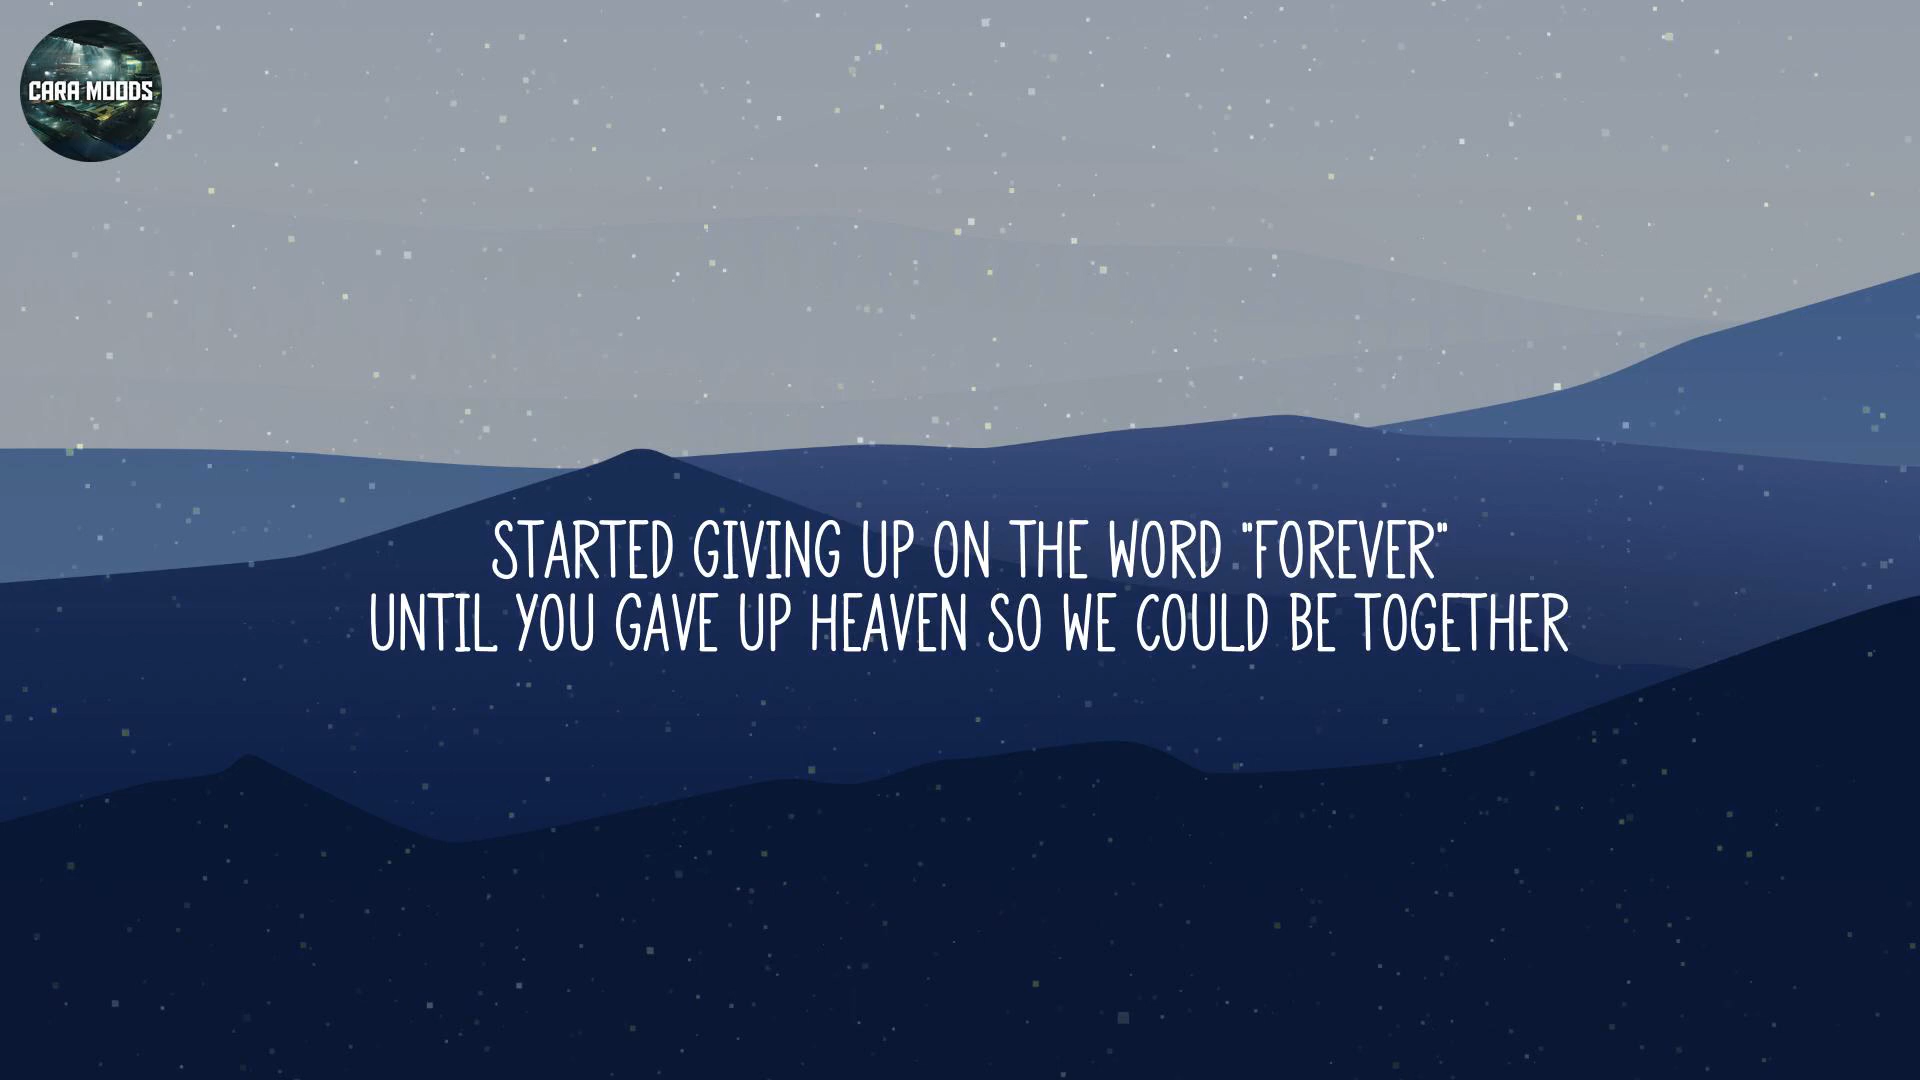 CARA MOODS
STARTED GIVING UP ON THE WORD "FOREVER"
UNTIL YOU GAVE UP HEAVEN SO WE COULD BE TOGETHER